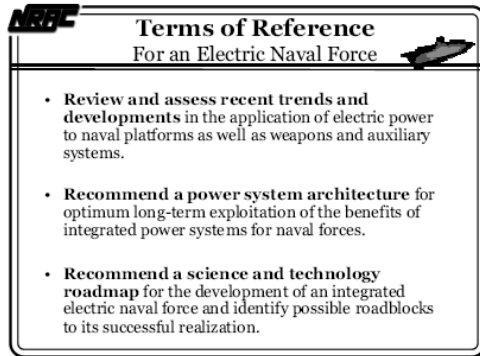 NRAC
Terms of Reference
For an Electric Naval Force
• Review and assess recent trends and
developments in the application of electric power
to naval platforms as well as weapons and auxiliary
systems.
• Recommend a power system architecture for
optimum long-term exploitation of the benefits of
integrated power systems for naval forces.
• Recommend a science and technology
roadmap for the development of an integrated
electric naval force and identify possible roadblocks
to its successful realization.